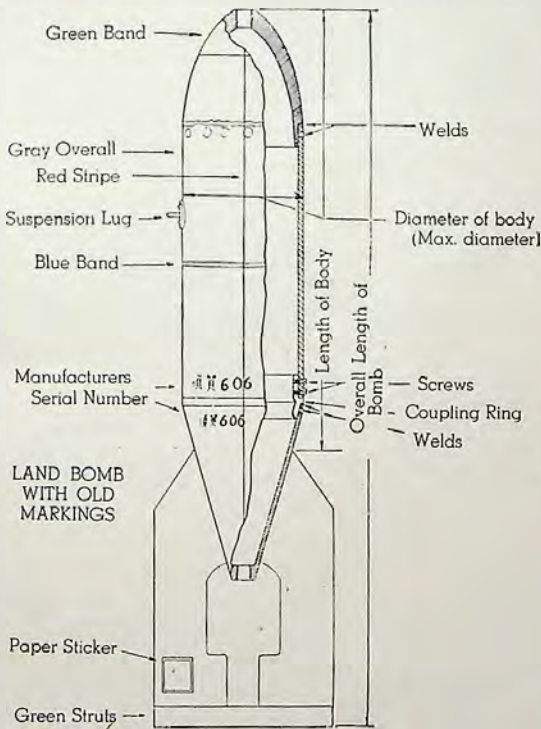 Green Band
Welds
Gray Overall
Red Stripe
Suspension Lug
Diameter of body
(Max. diameter)
Blue Band
Length of Body
Overall Length of
Bomb
Manufacturers
Serial Number
606
606
Screws
Coupling Ring
Welds
LAND BOMB
WITH OLD
MARKINGS
Paper Sticker
Green Struts